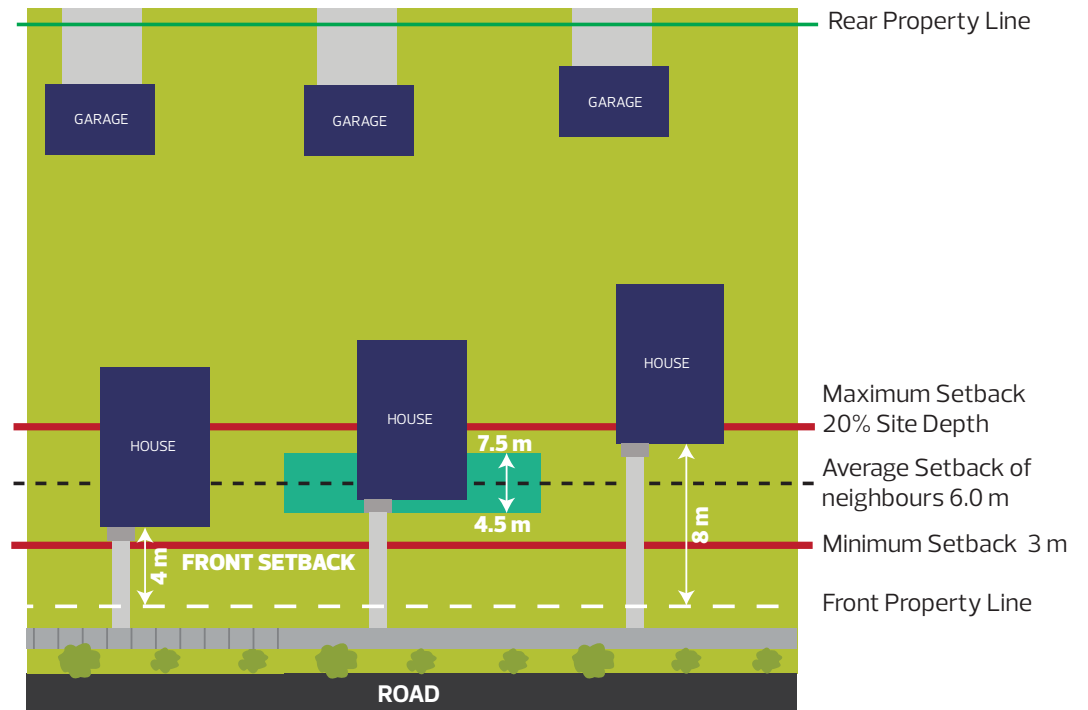 Rear Property Line
GARAGE
GARAGE
GARAGE
HOUSE
HOUSE
HOUSE
Maximum Setback
20% Site Depth
7.5 m
Average Setback of
neighbours 6.0 m
4.5 m
8 m
Minimum Setback 3 m
4 m
FRONT SETBACK
Front Property Line
ROAD